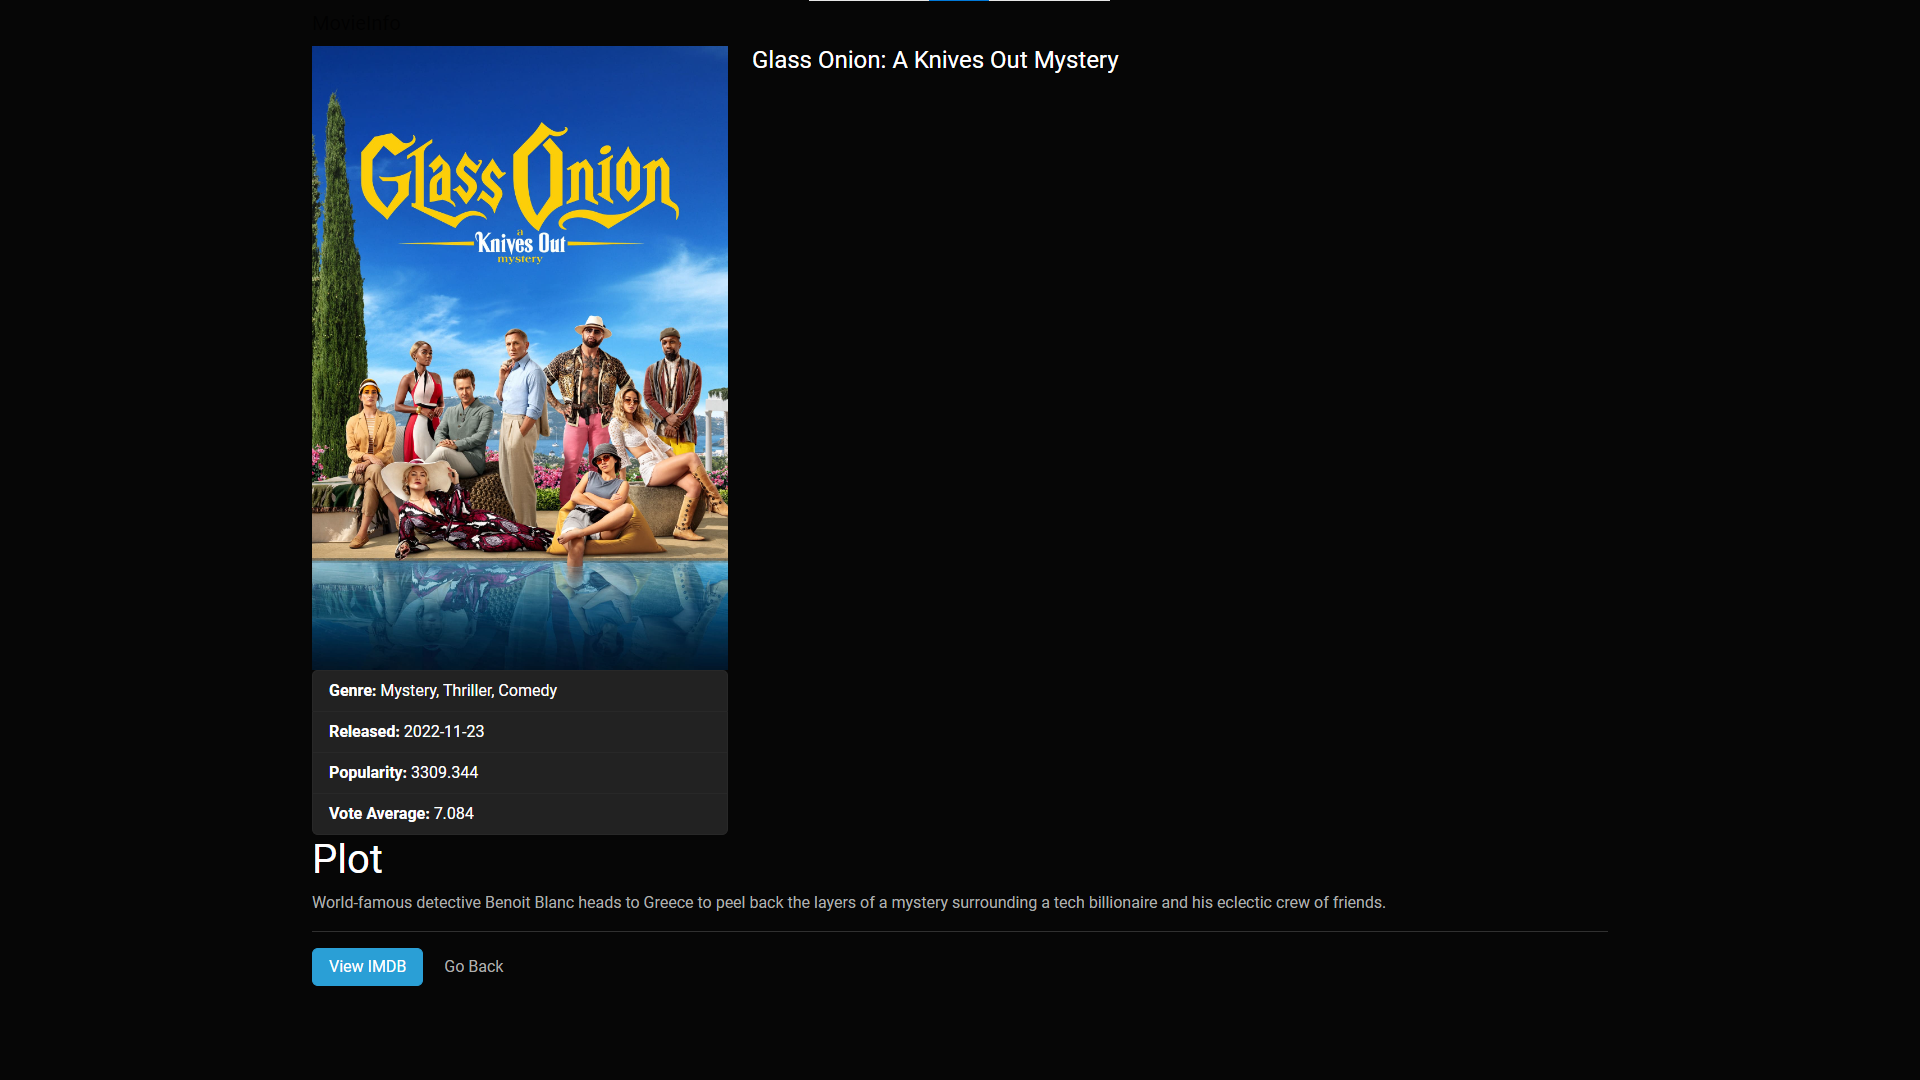 MovieInfo
Glass Onion: A Knives Out Mystery
Glass Onion
a
Knives Out
mystery
Genre: Mystery, Thriller, Comedy
Released: 2022-11-23
Popularity: 3309.344
Vote Average: 7.084
Plot
World-famous detective Benoit Blanc heads to Greece to peel back the layers of a mystery surrounding a tech billionaire and his eclectic crew of friends.
View IMDB Go Back